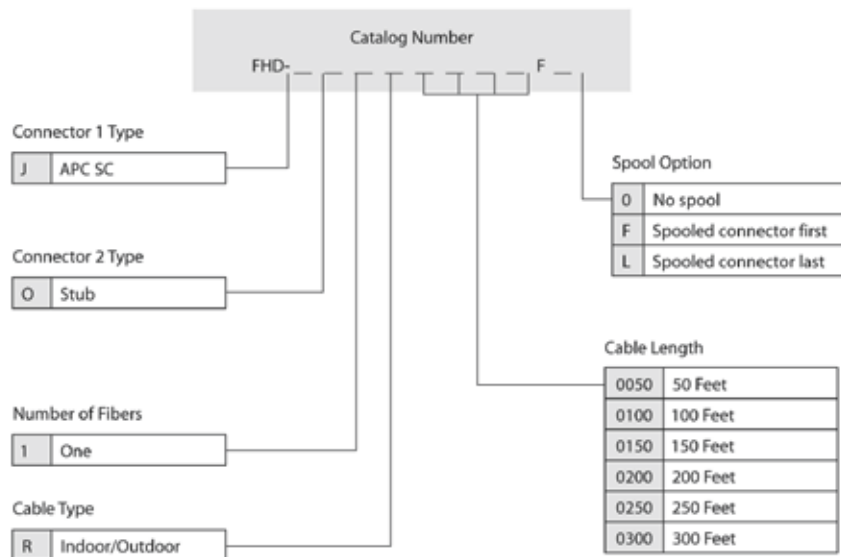 Catalog Number
FHD- _ _ _ _ _ _ _ _ F _ _
Connector 1 Type
J APC SC
Connector 2 Type
O Stub
Number of Fibers
1 One
Cable Type
R Indoor/Outdoor
Spool Option
0 No spool
F Spooled connector first
L Spooled connector last
Cable Length
0050 50 Feet
0100 100 Feet
0150 150 Feet
0200 200 Feet
0250 250 Feet
0300 300 Feet